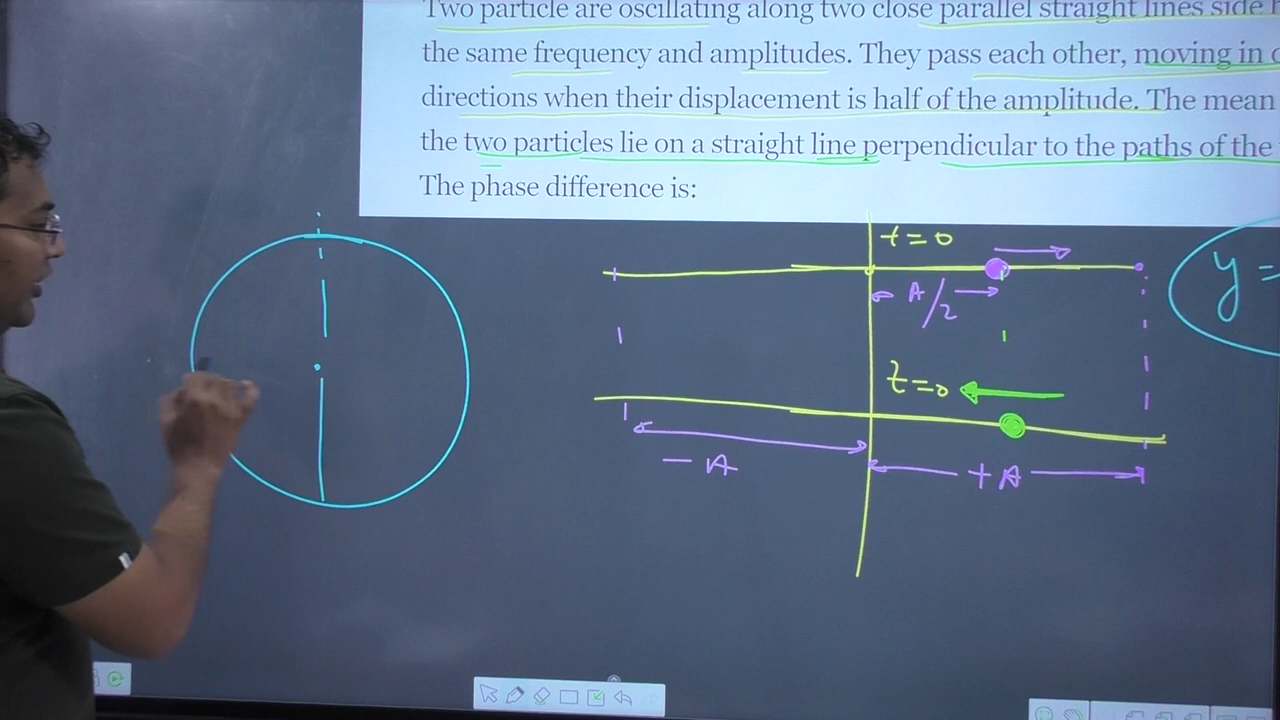 Two particle are oscillating along two close parallel straight lines side
the same frequency and amplitudes. They pass each other, moving in
directions when their displacement is half of the amplitude. The mean
the two particles lie on a straight line perpendicular to the paths of the
The phase difference is:
t=0
A/2
y=
t=0
-A
+A